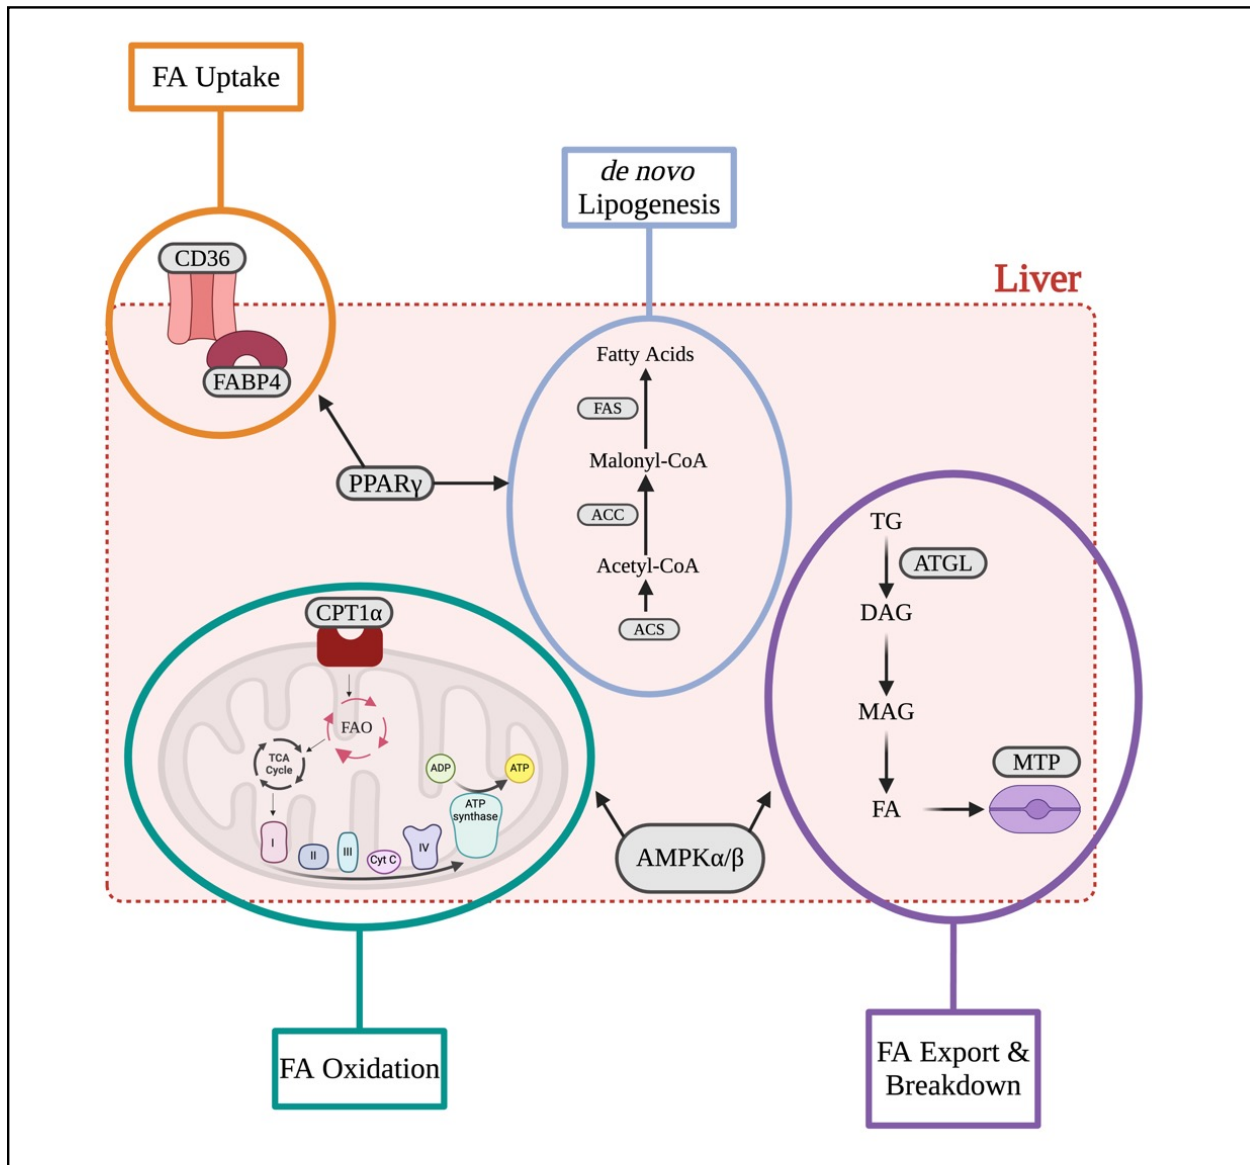 FA Uptake
de novo
Lipogenesis
Liver
CD36
FABP4
PPARγ
Fatty Acids
FAS
Malonyl-CoA
ACC
Acetyl-CoA
ACS
TG
ATGL
DAG
MAG
FA
MTP
CPT1α
FAO
TCA
Cycle
ADP
ATP
ATP
synthase
I
II
III
Cyt C
IV
AMPKα/β
FA Oxidation
FA Export &
Breakdown